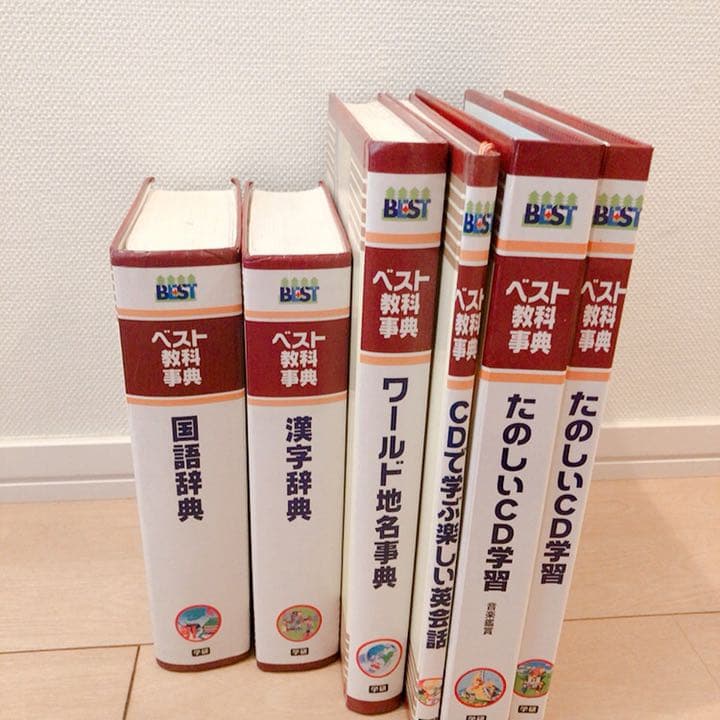 BEST
ベスト
教科
事典
国語辞典
学研
BEST
ベスト
教科
事典
漢字辞典
学研
BEST
ベスト
教科
事典
ワールド地名事典
学研
BEST
ベスト
教科
事典
CDで学ぶ楽しい英会話
BEST
ベスト
教科
事典
たのしいCD学習
音楽鑑賞
学研
BEST
ベスト
教科
事典
たのしいCD学習